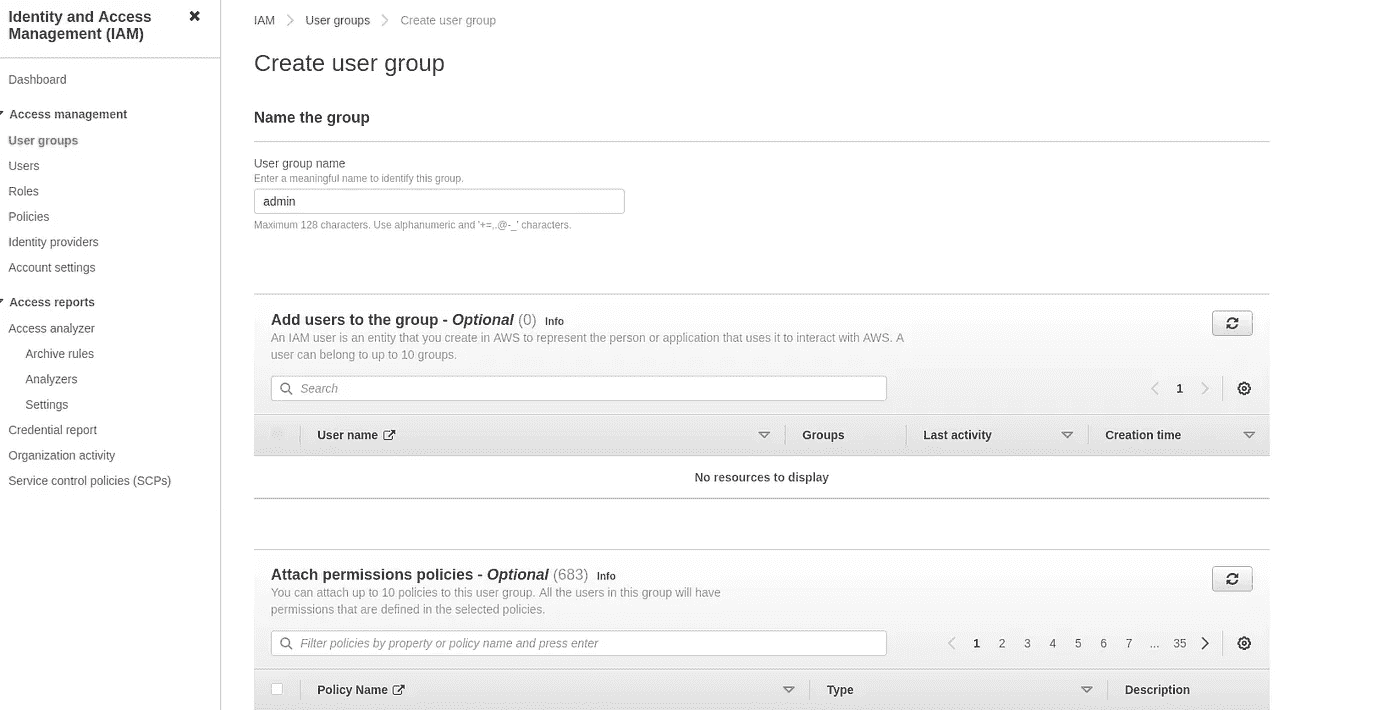 Identity and Access
Management (IAM)
Dashboard
Access management
User groups
Users
Roles
Policies
Identity providers
Account settings
Access reports
Access analyzer
Archive rules
Analyzers
Settings
Credential report
Organization activity
Service control policies (SCPs)
IAM User groups Create user group
Create user group
Name the group
User group name
Enter a meaningful name to identify this group.
admin
Maximum 128 characters. Use alphanumeric and '+=,.@-_' characters.
Add users to the group - Optional (0) Info
An IAM user is an entity that you create in AWS to represent the person or application that uses it to interact with AWS. A
user can belong to up to 10 groups.
Search
1
User name Groups Last activity Creation time
No resources to display
Attach permissions policies - Optional (683) Info
You can attach up to 10 policies to this user group. All the users in this group will have
permissions that are defined in the selected policies.
Filter policies by property or policy name and press enter
1 2 3 4 5 6 7 ... 35
Policy Name Type Description